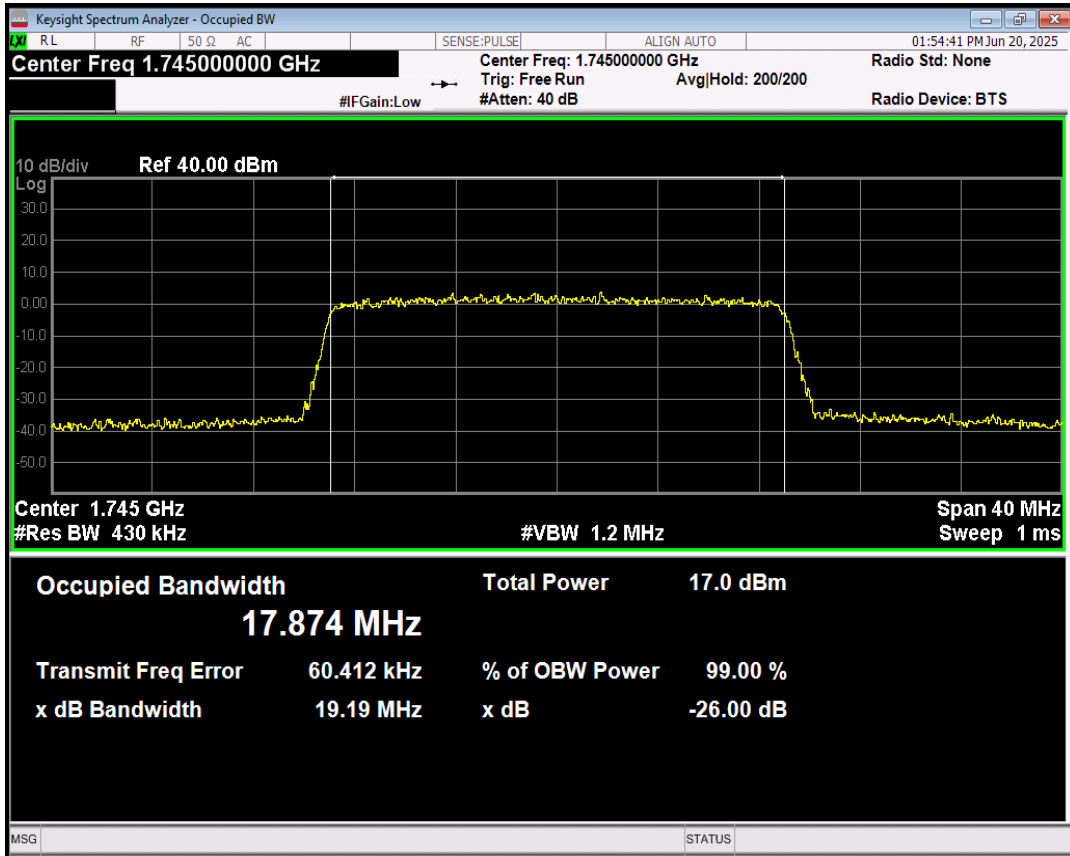 Keysight Spectrum Analyzer - Occupied BW
LXI RL RF 50 Ω AC SENSE:PULSE ALIGN AUTO 01:54:41 PM Jun 20, 2025
Center Freq 1.745000000 GHz Center Freq: 1.745000000 GHz Radio Std: None
Trig: Free Run Avg|Hold: 200/200
#IFGain:Low #Atten: 40 dB Radio Device: BTS
10 dB/div Ref 40.00 dBm
Log
30.0
20.0
10.0
0.00
-10.0
-20.0
-30.0
-40.0
-50.0
Center 1.745 GHz Span 40 MHz
#Res BW 430 kHz #VBW 1.2 MHz Sweep 1 ms
Occupied Bandwidth Total Power 17.0 dBm
17.874 MHz
Transmit Freq Error 60.412 kHz % of OBW Power 99.00 %
x dB Bandwidth 19.19 MHz x dB -26.00 dB
MSG STATUS